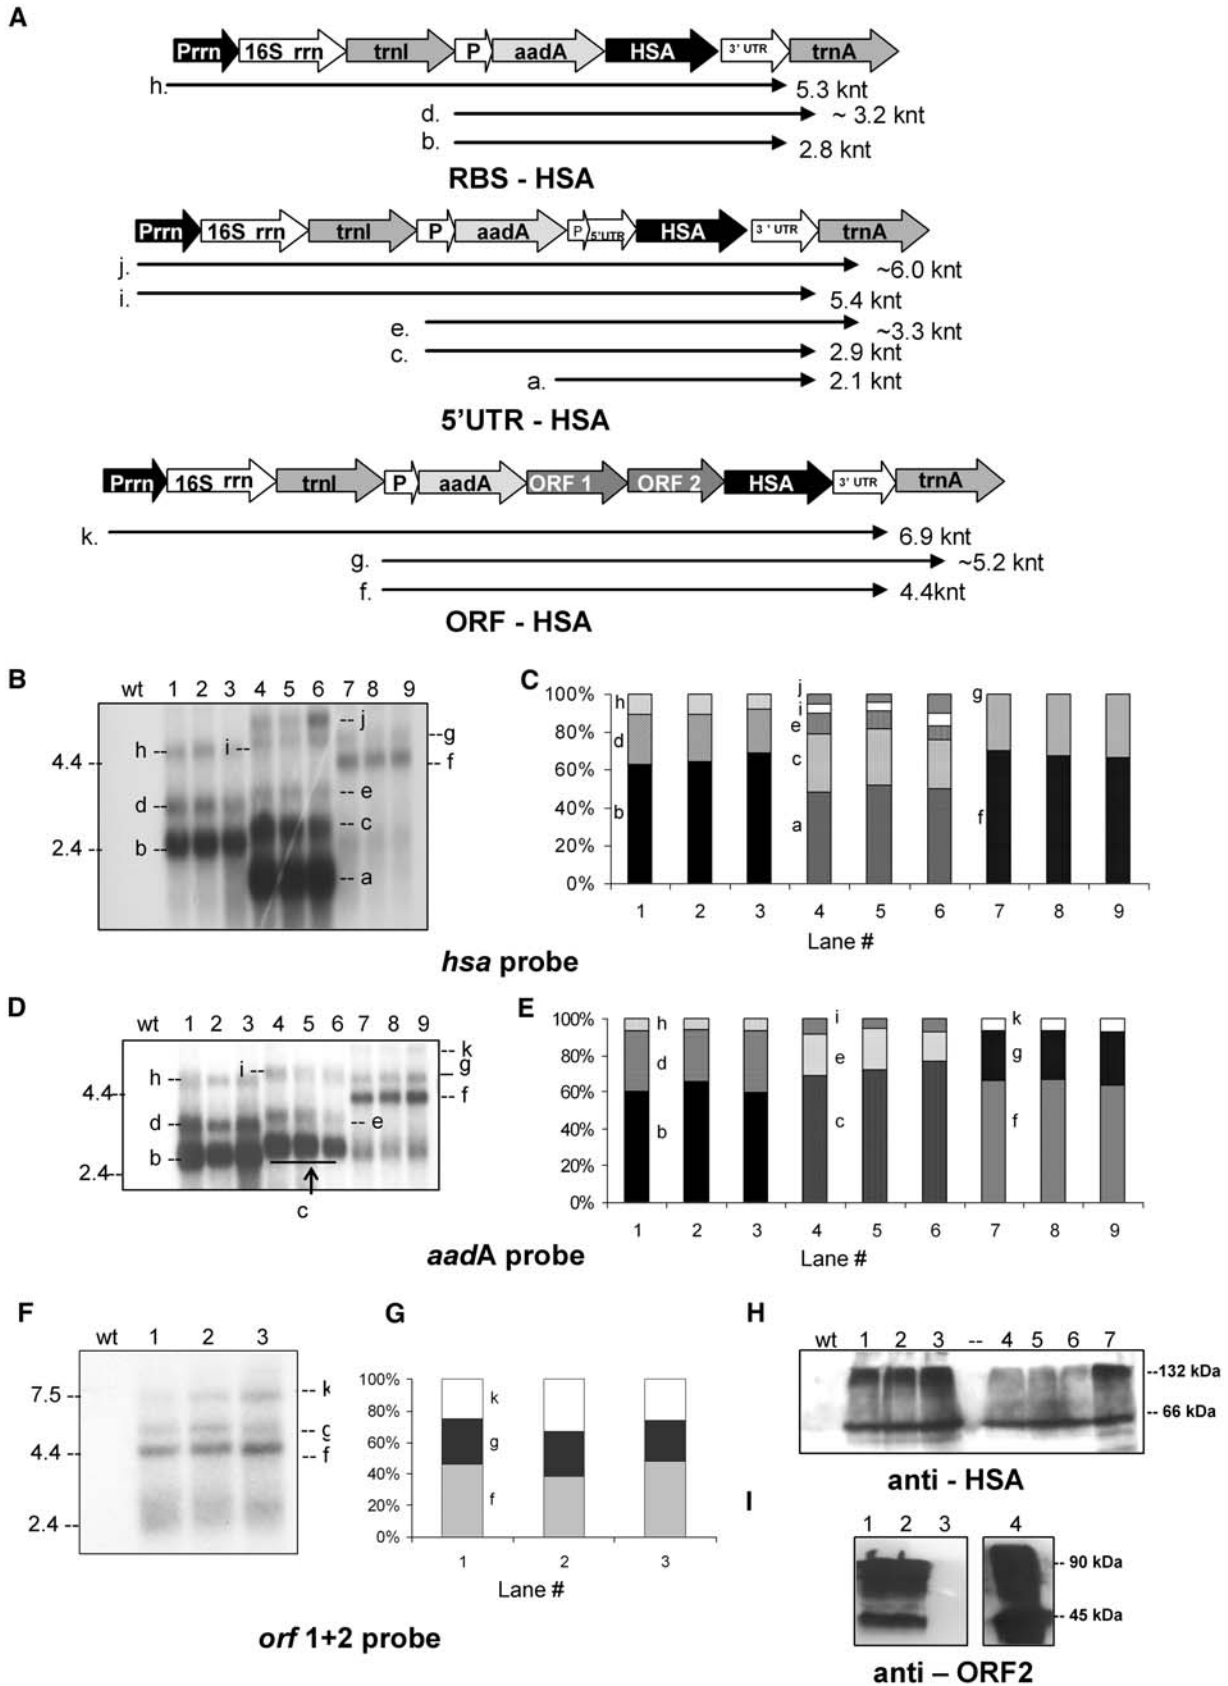 A
Prrn 16S rrn trnI P aadA HSA 3' UTR trnA
h. 5.3 knt
d. ~ 3.2 knt
b. 2.8 knt
RBS - HSA
Prrn 16S rrn trnI P aadA P 5'UTR HSA 3 ' UTR trnA
j. ~6.0 knt
i. 5.4 knt
e. ~3.3 knt
c. 2.9 knt
a. 2.1 knt
5'UTR - HSA
Prrn 16S rrn trnI P aadA ORF 1 ORF 2 HSA 3' UTR trnA
k. 6.9 knt
g. ~5.2 knt
f. 4.4knt
ORF - HSA
B
wt 1 2 3 4 5 6 7 8 9
h -- i -- -- j -- g
4.4 -- -- f
d -- -- e
-- c
2.4 -- b --
-- a
C
100% h j i e g
80% d c
60%
40% b a f
20%
0%
1 2 3 4 5 6 7 8 9
Lane #
hsa probe
D
wt 1 2 3 4 5 6 7 8 9
-- k
h -- i -- g
4.4 -- -- f
d -- -- e
b --
2.4 --
c
E
100% h i k
80% d e g
60%
40% b c f
20%
0%
1 2 3 4 5 6 7 8 9
Lane #
aadA probe
F
wt 1 2 3
7.5 -- -- k
-- g
4.4 -- -- f
2.4 --
G
100%
80% k
60% g
40%
20% f
0%
1 2 3
Lane #
orf 1+2 probe
H
wt 1 2 3 -- 4 5 6 7
--132 kDa
-- 66 kDa
anti - HSA
I
1 2 3 4
-- 90 kDa
-- 45 kDa
anti – ORF2